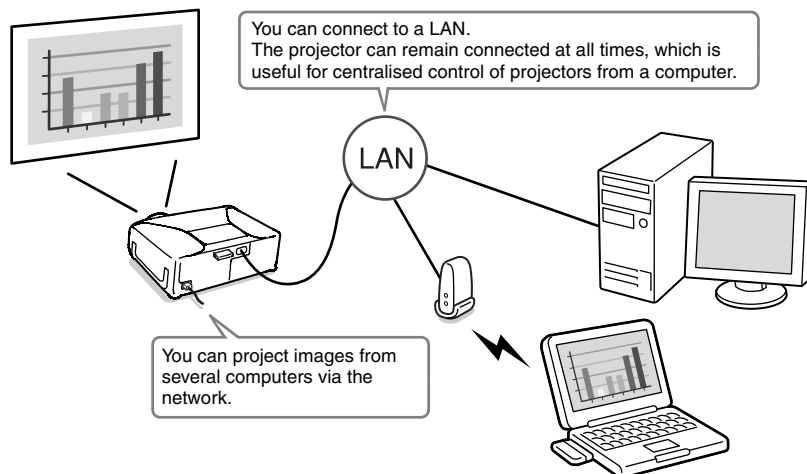 You can connect to a LAN.
The projector can remain connected at all times, which is
useful for centralised control of projectors from a computer.
LAN
You can project images from
several computers via the
network.